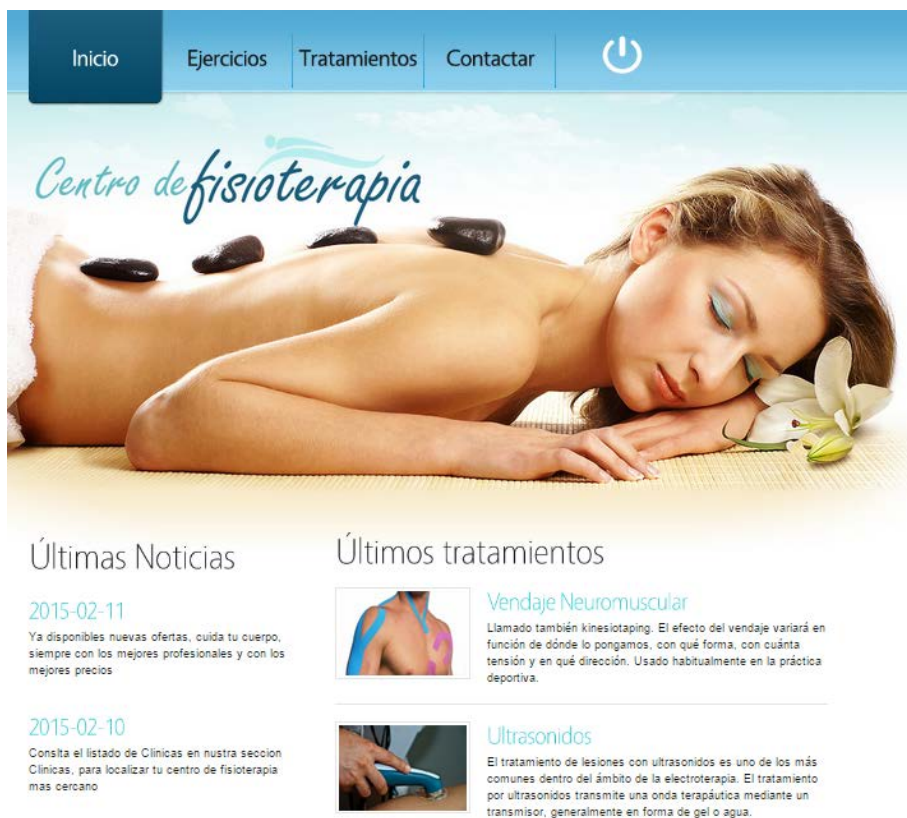 Inicio
Ejercicios
Tratamientos
Contactar
Centro de fisioterapia
Últimas Noticias
2015-02-11
Ya disponibles nuevas ofertas, cuida tu cuerpo,
siempre con los mejores profesionales y con los
mejores precios
2015-02-10
Conslta el listado de Clinicas en nustra seccion
Clinicas, para localizar tu centro de fisioterapia
mas cercano
Últimos tratamientos
Vendaje Neuromuscular
Llamado también kinesiotaping. El efecto del vendaje variará en
función de dónde lo pongamos, con qué forma, con cuánta
tensión y en qué dirección. Usado habitualmente en la práctica
deportiva.
Ultrasonidos
El tratamiento de lesiones con ultrasonidos es uno de los más
comunes dentro del ámbito de la electroterapia. El tratamiento
por ultrasonidos transmite una onda terapáutica mediante un
transmisor, generalmente en forma de gel o agua.